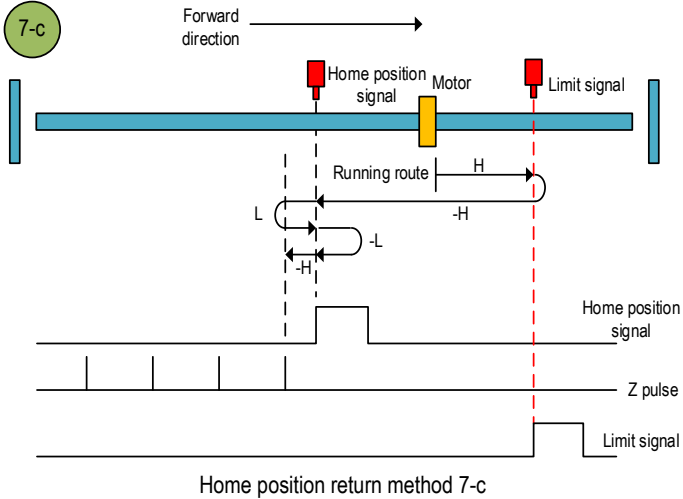 7-c
Forward
direction
Home position
signal
Motor
Limit signal
Running route
H
L
-H
-L
-H
Home position
signal
Z pulse
Limit signal
Home position return method 7-c